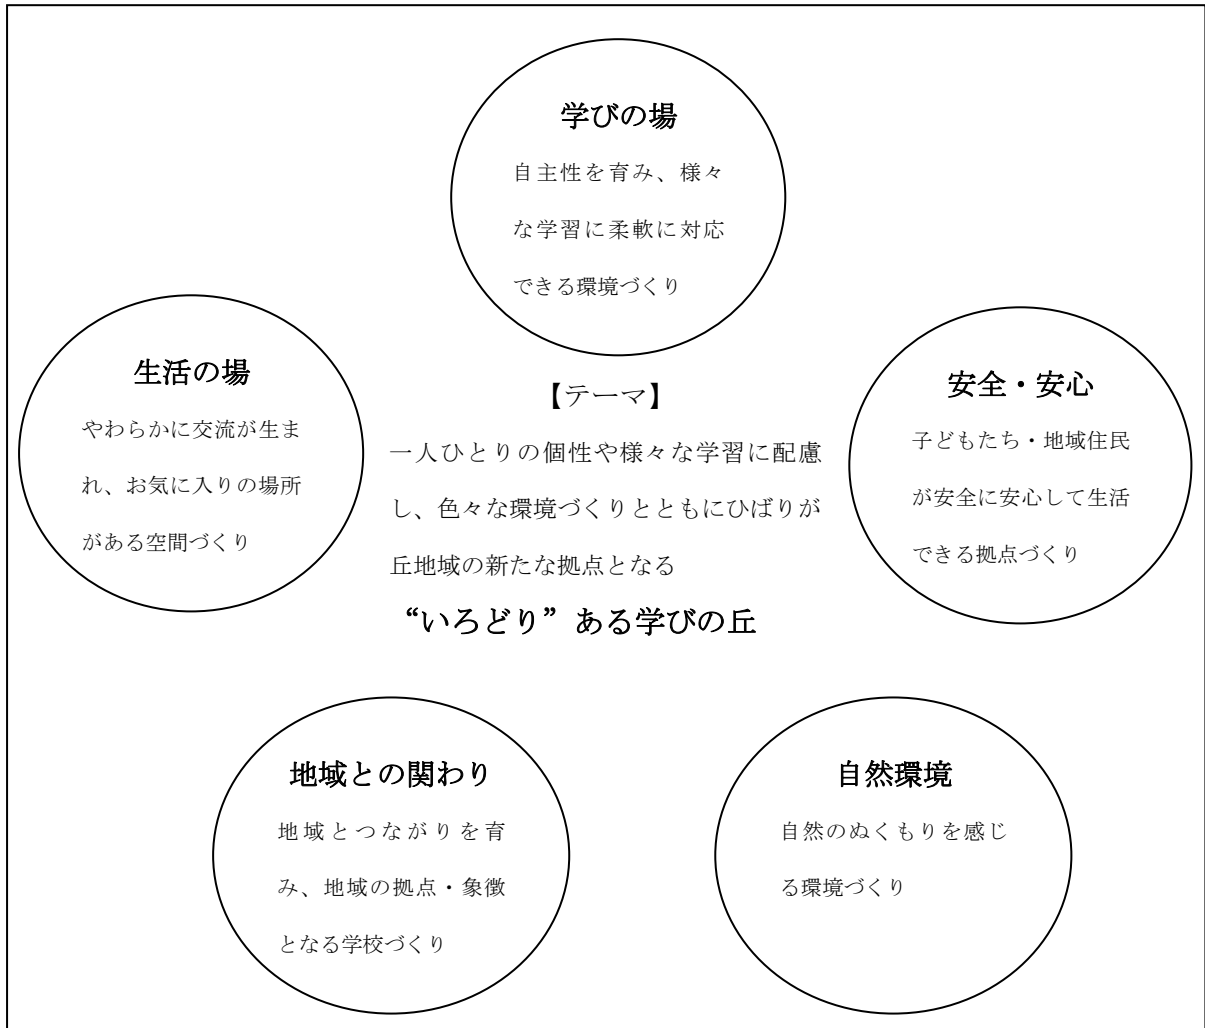 学びの場
自主性を育み、様々
な学習に柔軟に対応
できる環境づくり
生活の場
やわらかに交流が生ま
れ、お気に入りの場所
がある空間づくり
【テーマ】
一人ひとりの個性や様々な学習に配慮
し、色々な環境づくりとともにひばりが
丘地域の新たな拠点となる
“いろどり”ある学びの丘
安全・安心
子どもたち・地域住民
が安全に安心して生活
できる拠点づくり
地域との関わり
地域とつながりを育
み、地域の拠点・象徴
となる学校づくり
自然環境
自然のぬくもりを感じ
る環境づくり